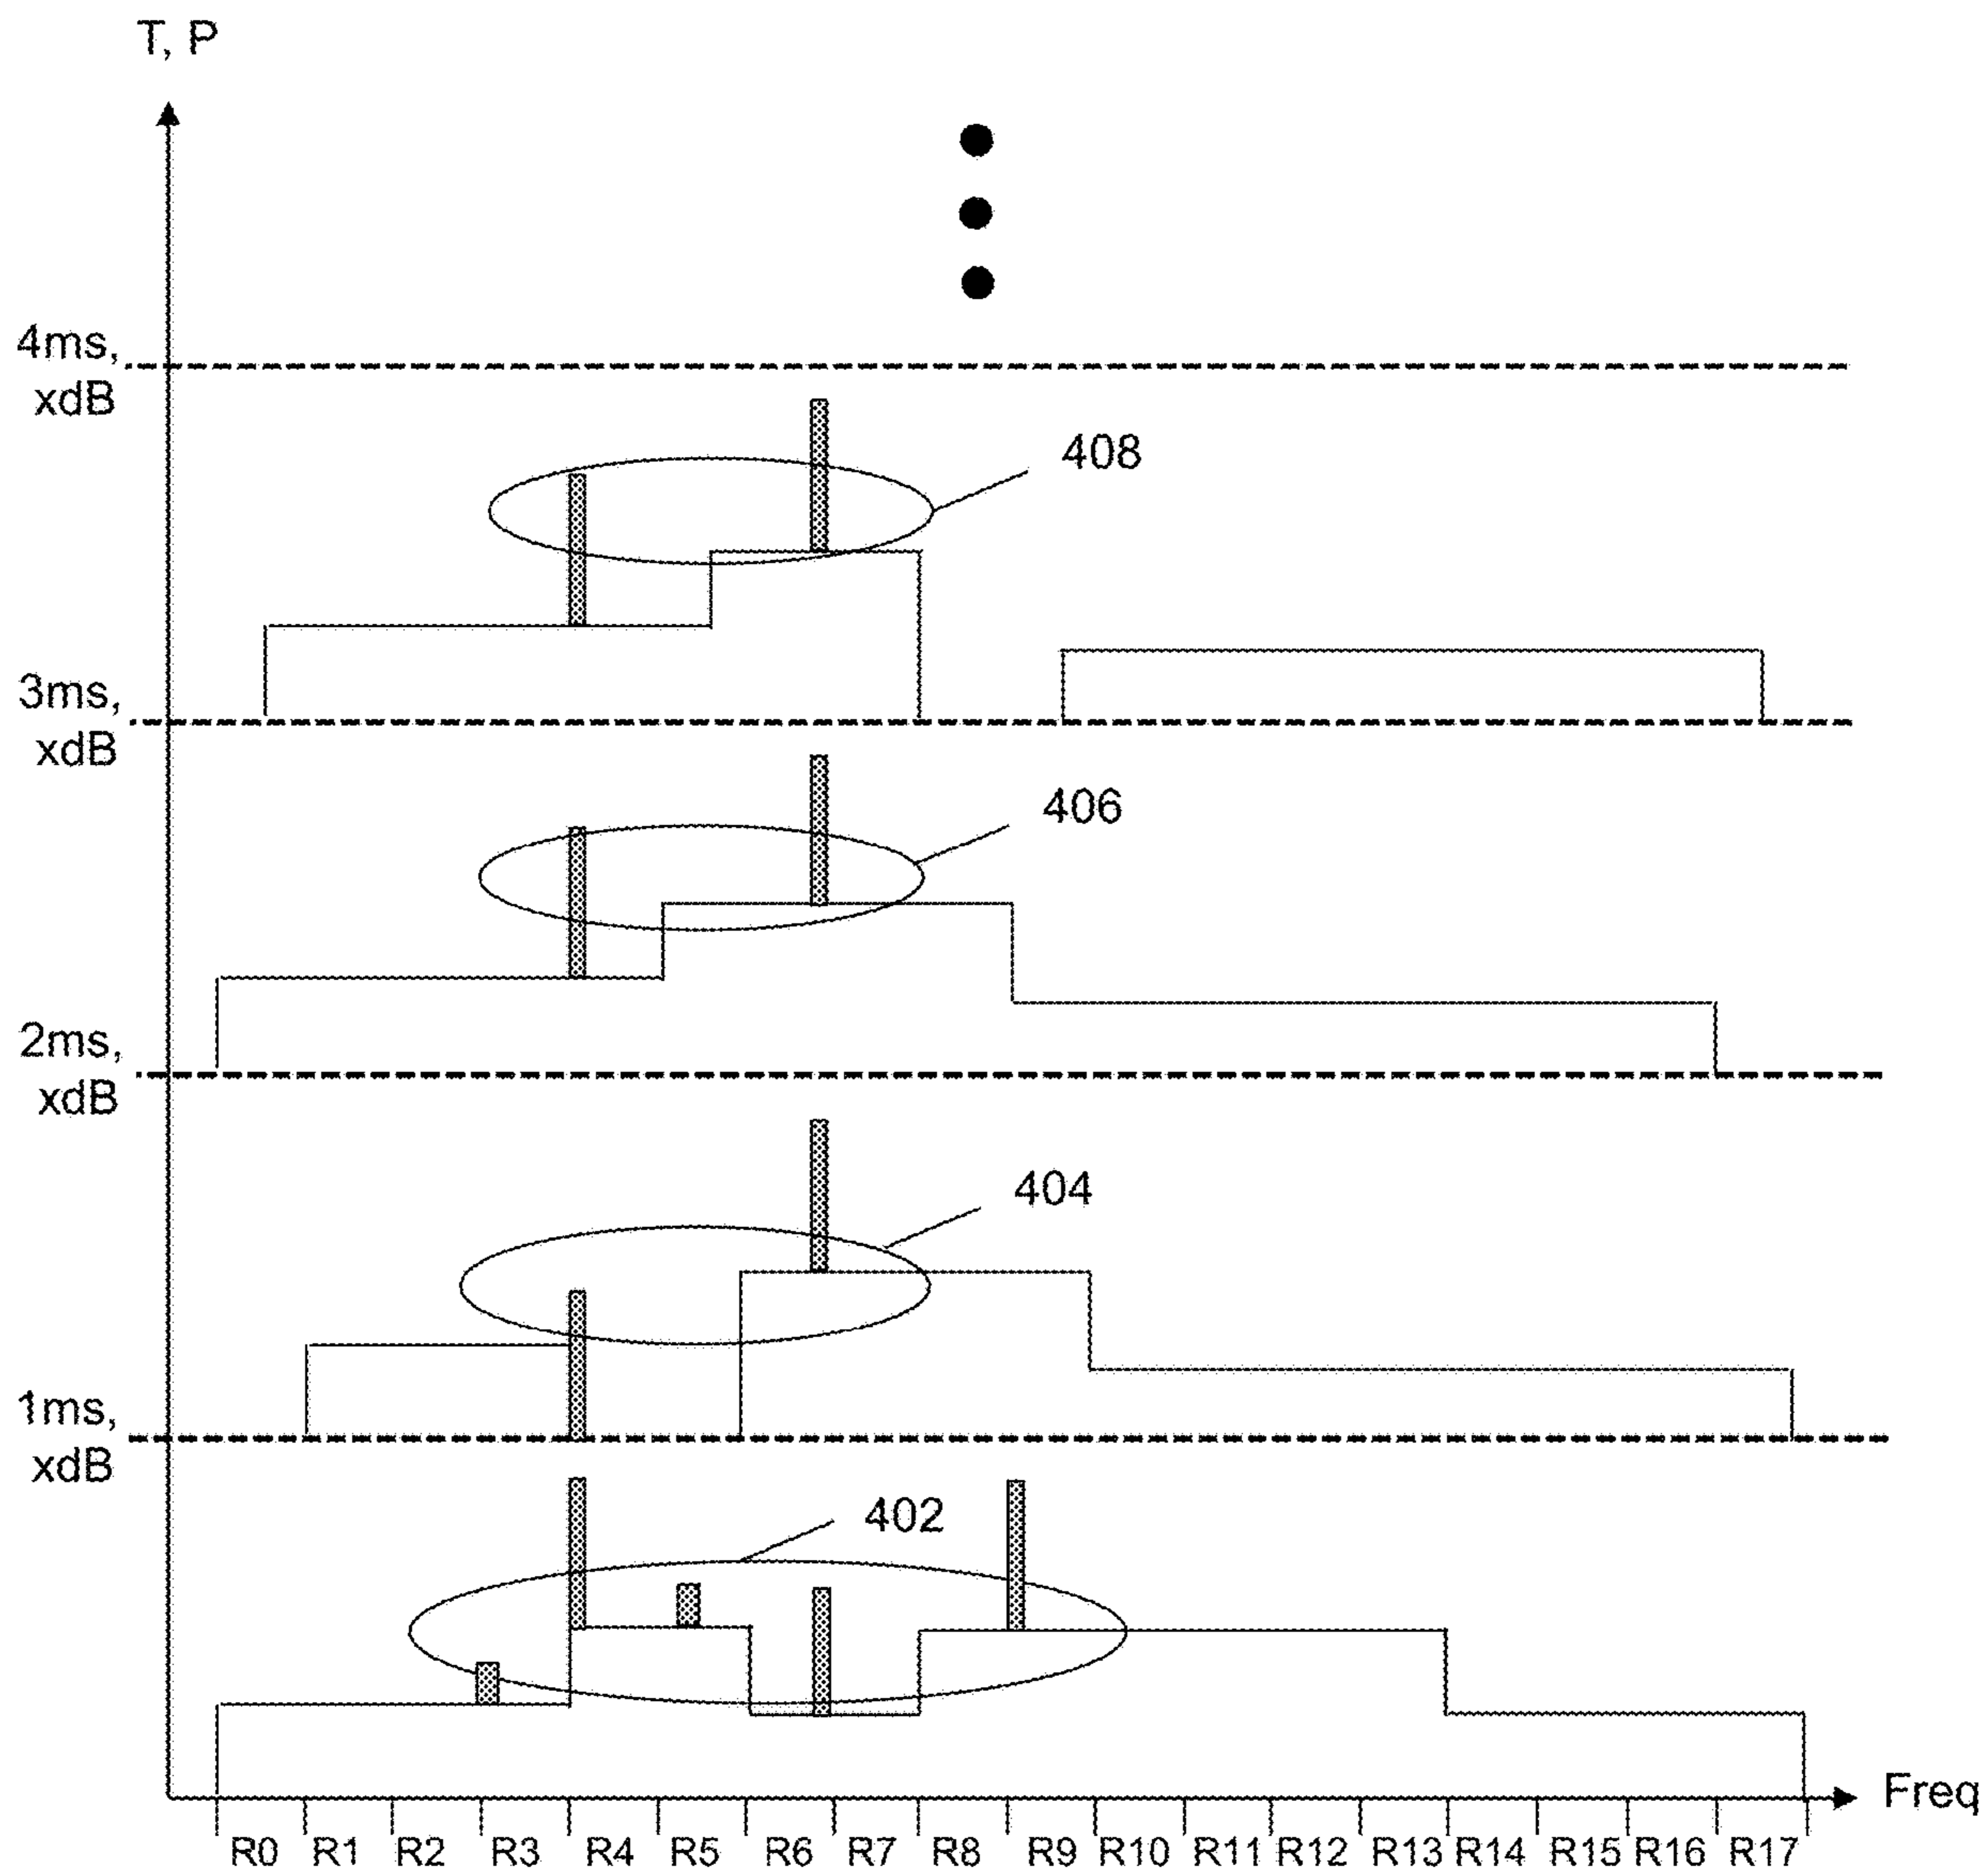 T, P
4ms,
xdB
408
3ms,
xdB
406
2ms,
xdB
404
1ms,
xdB
402
Freq
R0 R1 R2 R3 R4 R5 R6 R7 R8 R9 R10 R11 R12 R13 R14 R15 R16 R17